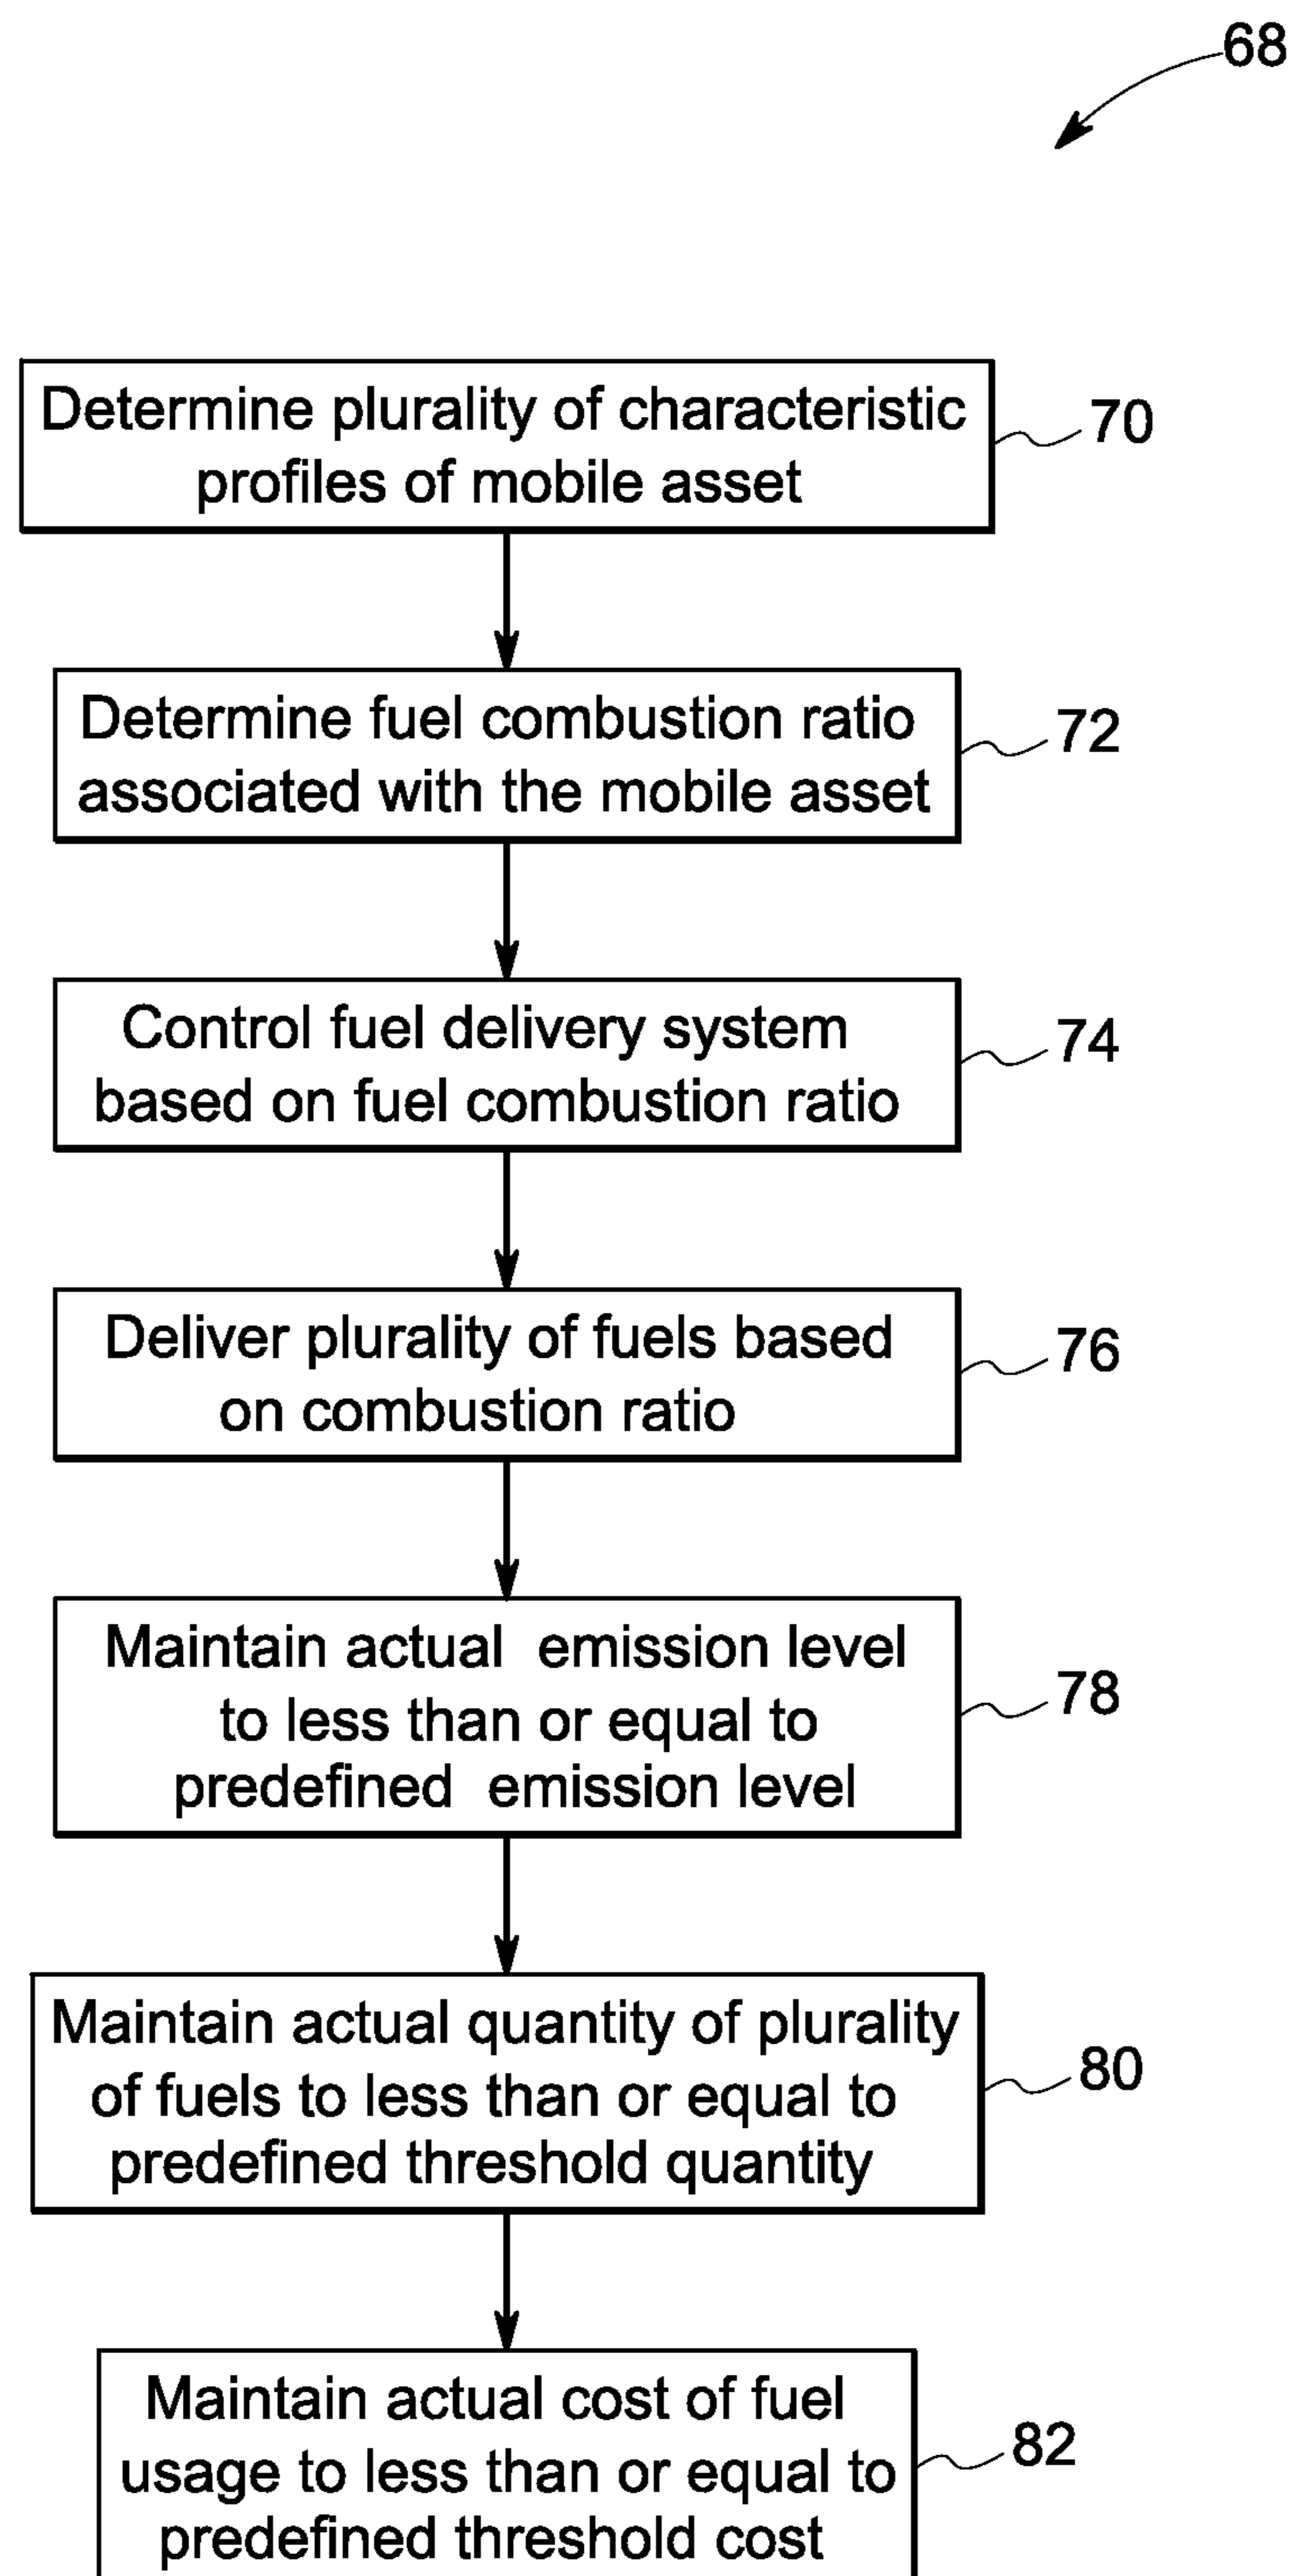 68
Determine plurality of characteristic
profiles of mobile asset
70
Determine fuel combustion ratio
associated with the mobile asset
72
Control fuel delivery system
based on fuel combustion ratio
74
Deliver plurality of fuels based
on combustion ratio
76
Maintain actual emission level
to less than or equal to
predefined emission level
78
Maintain actual quantity of plurality
of fuels to less than or equal to
predefined threshold quantity
80
Maintain actual cost of fuel
usage to less than or equal to
predefined threshold cost
82